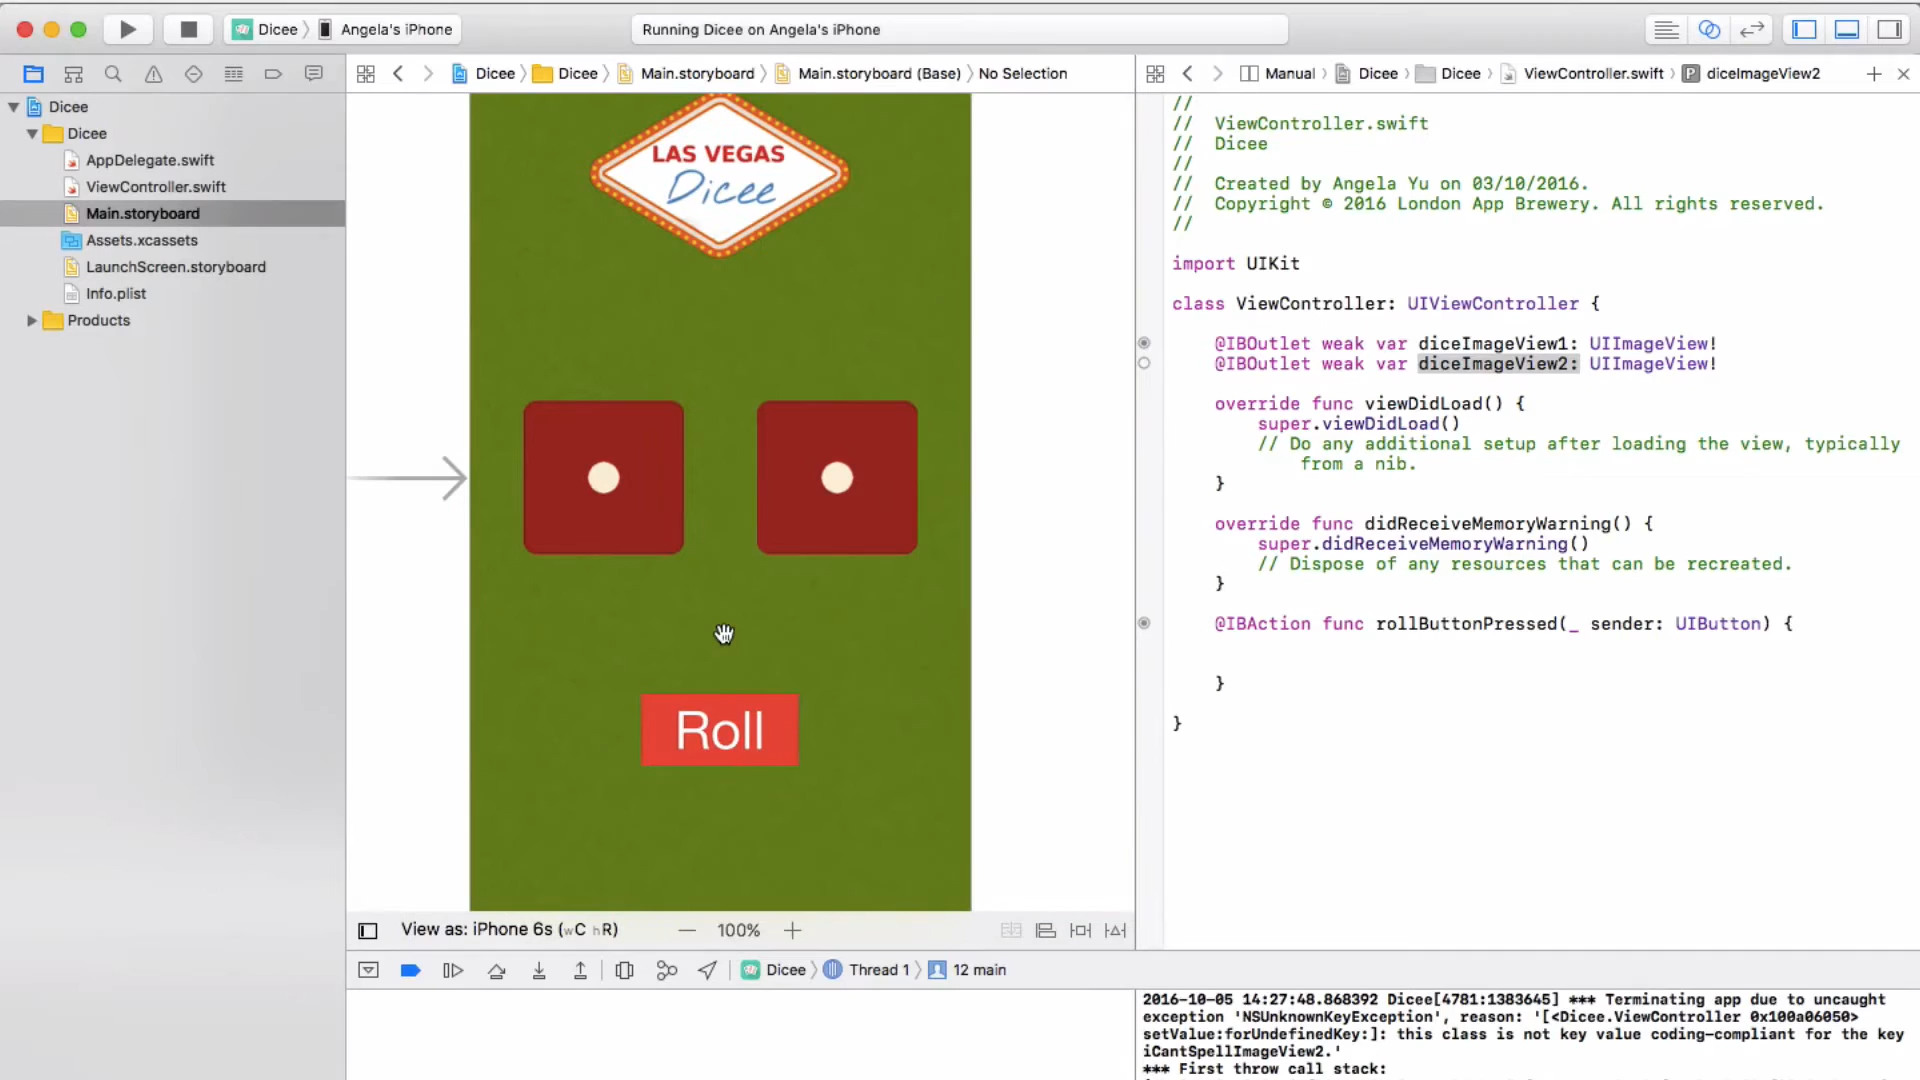 Dicee
Angela's iPhone
Running Dicee on Angela's iPhone
Dicee Dicee Main.storyboard Main.storyboard (Base) No Selection
Manual Dicee Dicee ViewController.swift diceImageView2
Dicee
Dicee
AppDelegate.swift
ViewController.swift
Main.storyboard
Assets.xcassets
LaunchScreen.storyboard
Info.plist
Products
LAS VEGAS
Dicee
Roll
View as: iPhone 6s (wC hR)
100%
//
// ViewController.swift
// Dicee
//
// Created by Angela Yu on 03/10/2016.
// Copyright © 2016 London App Brewery. All rights reserved.
//
import UIKit
class ViewController: UIViewController {
@IBOutlet weak var diceImageView1: UIImageView!
@IBOutlet weak var diceImageView2: UIImageView!
override func viewDidLoad() {
super.viewDidLoad()
// Do any additional setup after loading the view, typically
from a nib.
}
override func didReceiveMemoryWarning() {
super.didReceiveMemoryWarning()
// Dispose of any resources that can be recreated.
}
@IBAction func rollButtonPressed(_ sender: UIButton) {
}
}
Dicee Thread 1 12 main
2016-10-05 14:27:48.868392 Dicee[4781:1383645] *** Terminating app due to uncaught
exception 'NSUnknownKeyException', reason: '[<Dicee.ViewController 0x100a06050>
setValue:forUndefinedKey:]: this class is not key value coding-compliant for the key
iCantSpellImageView2.'
*** First throw call stack: